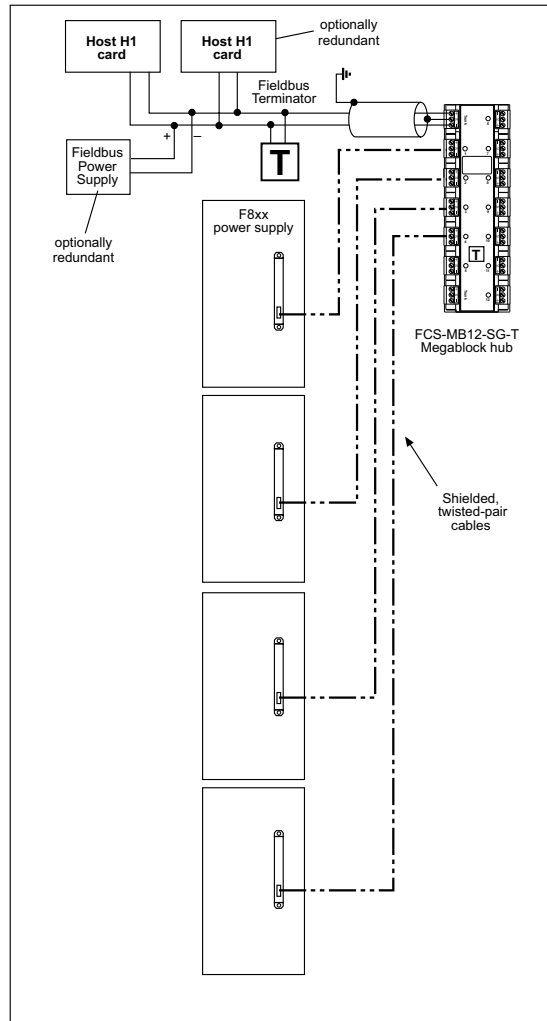 Host H1
card
Host H1
card
optionally
redundant
Fieldbus
Terminator
+
–
Fieldbus
Power
Supply
T
optionally
redundant
F8xx
power supply
T
FCS-MB12-SG-T
Megablock hub
Shielded,
twisted-pair
cables